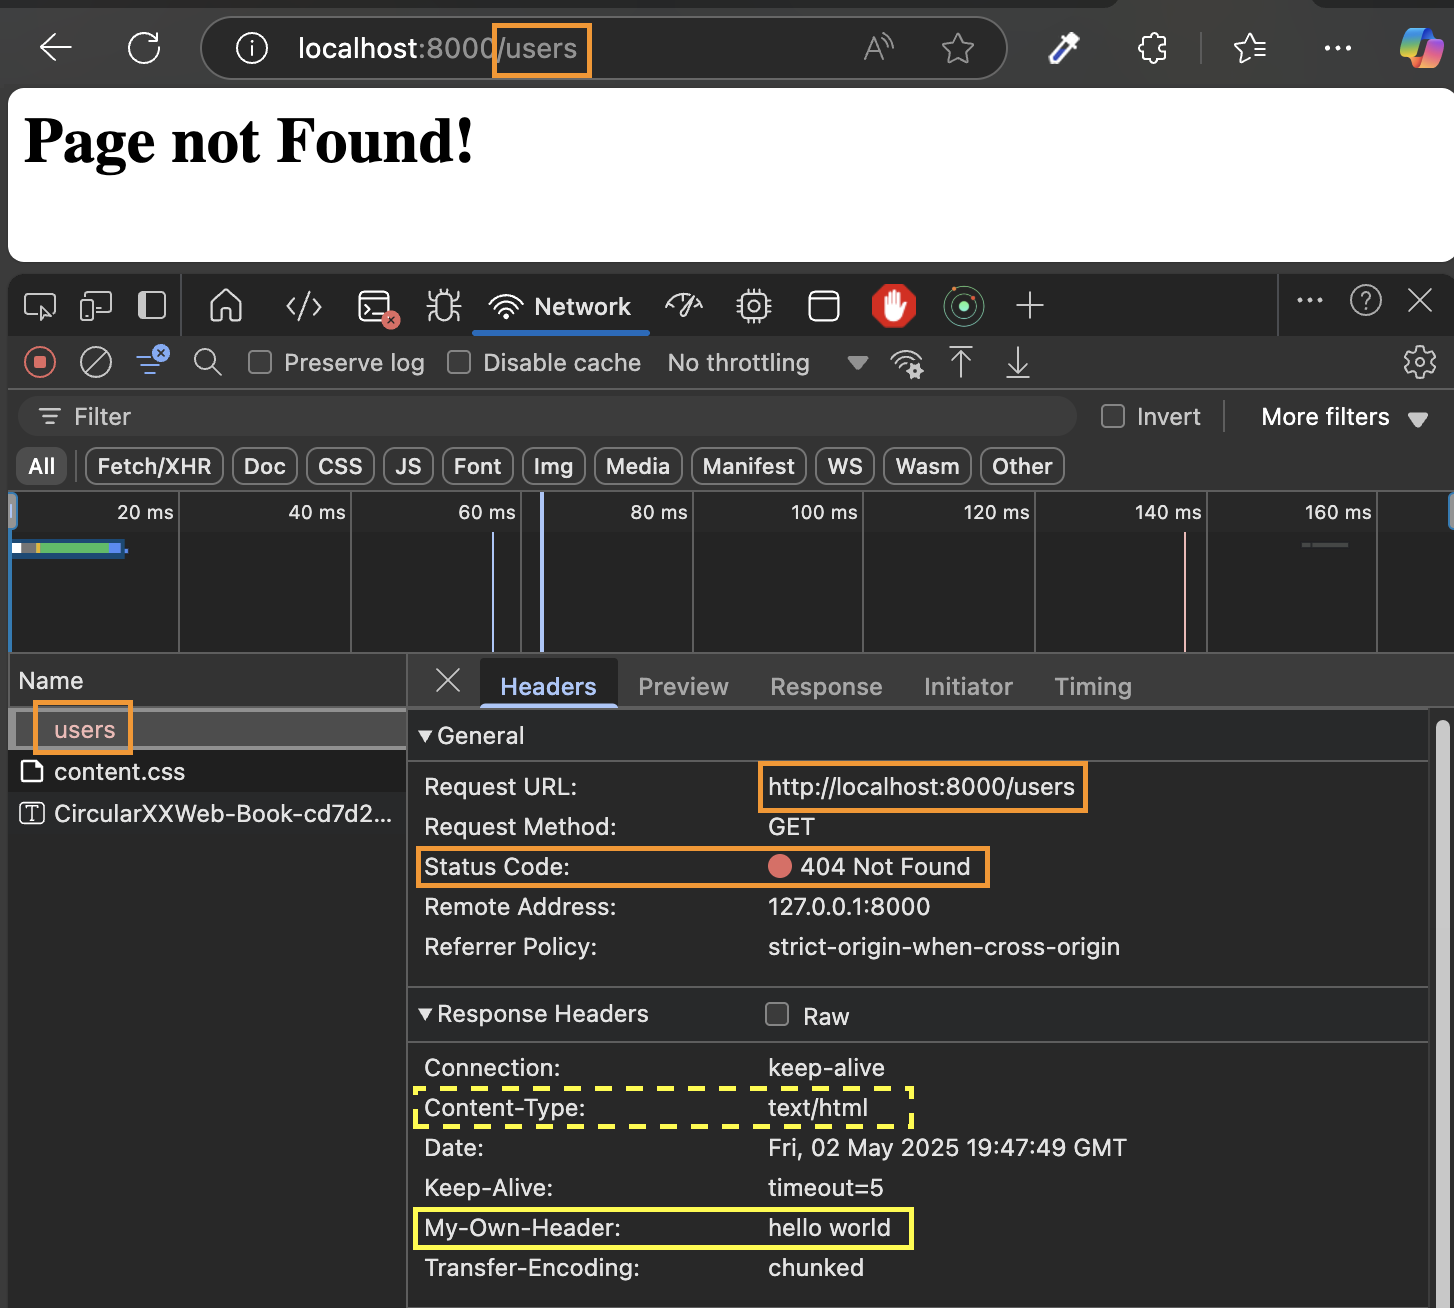 localhost:8000/users
Page not Found!
Network
Preserve log Disable cache No throttling
Filter Invert More filters
All Fetch/XHR Doc CSS JS Font Img Media Manifest WS Wasm Other
20 ms 40 ms 60 ms 80 ms 100 ms 120 ms 140 ms 160 ms
Name
users
content.css
CircularXXWeb-Book-cd7d2...
Headers Preview Response Initiator Timing
General
Request URL: http://localhost:8000/users
Request Method: GET
Status Code: 404 Not Found
Remote Address: 127.0.0.1:8000
Referrer Policy: strict-origin-when-cross-origin
Response Headers Raw
Connection: keep-alive
Content-Type: text/html
Date: Fri, 02 May 2025 19:47:49 GMT
Keep-Alive: timeout=5
My-Own-Header: hello world
Transfer-Encoding: chunked